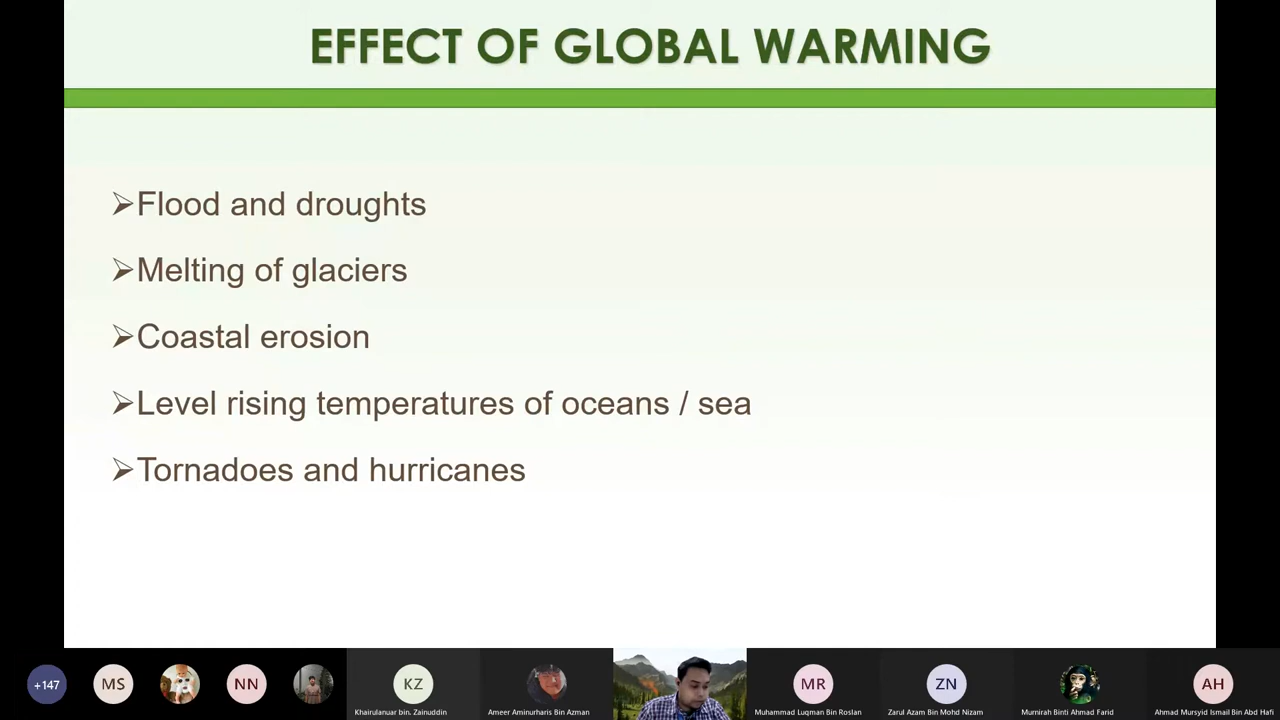 EFFECT OF GLOBAL WARMING
➢Flood and droughts
➢Melting of glaciers
➢Coastal erosion
➢Level rising temperatures of oceans / sea
➢Tornadoes and hurricanes
+147
MS
NN
KZ
MR
ZN
AH
Khairulanuar bin. Zainuddin
Ameer Aminurharis Bin Azman
Muhammad Luqman Bin Roslan
Zarul Azam Bin Mohd Nizam
Murnirah Binti Ahmad Farid
Ahmad Mursyid Ismail Bin Abd Hafi